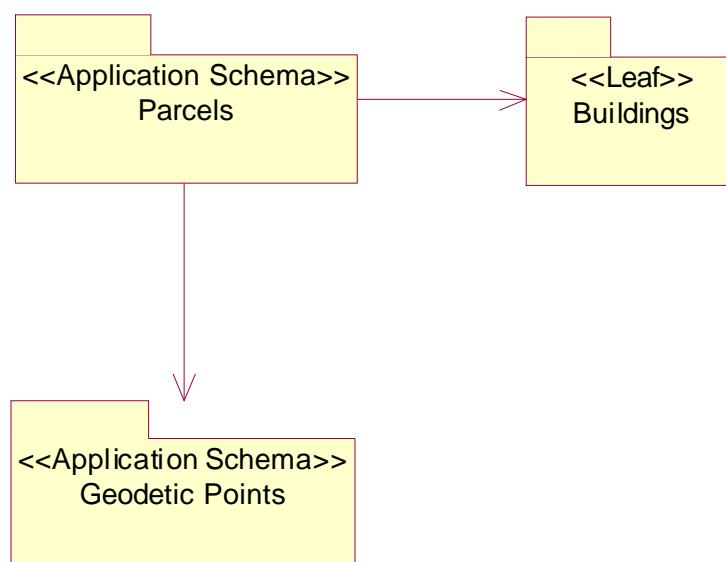 <<Application Schema>>
Parcels
<<Leaf>>
Buildings
<<Application Schema>>
Geodetic Points